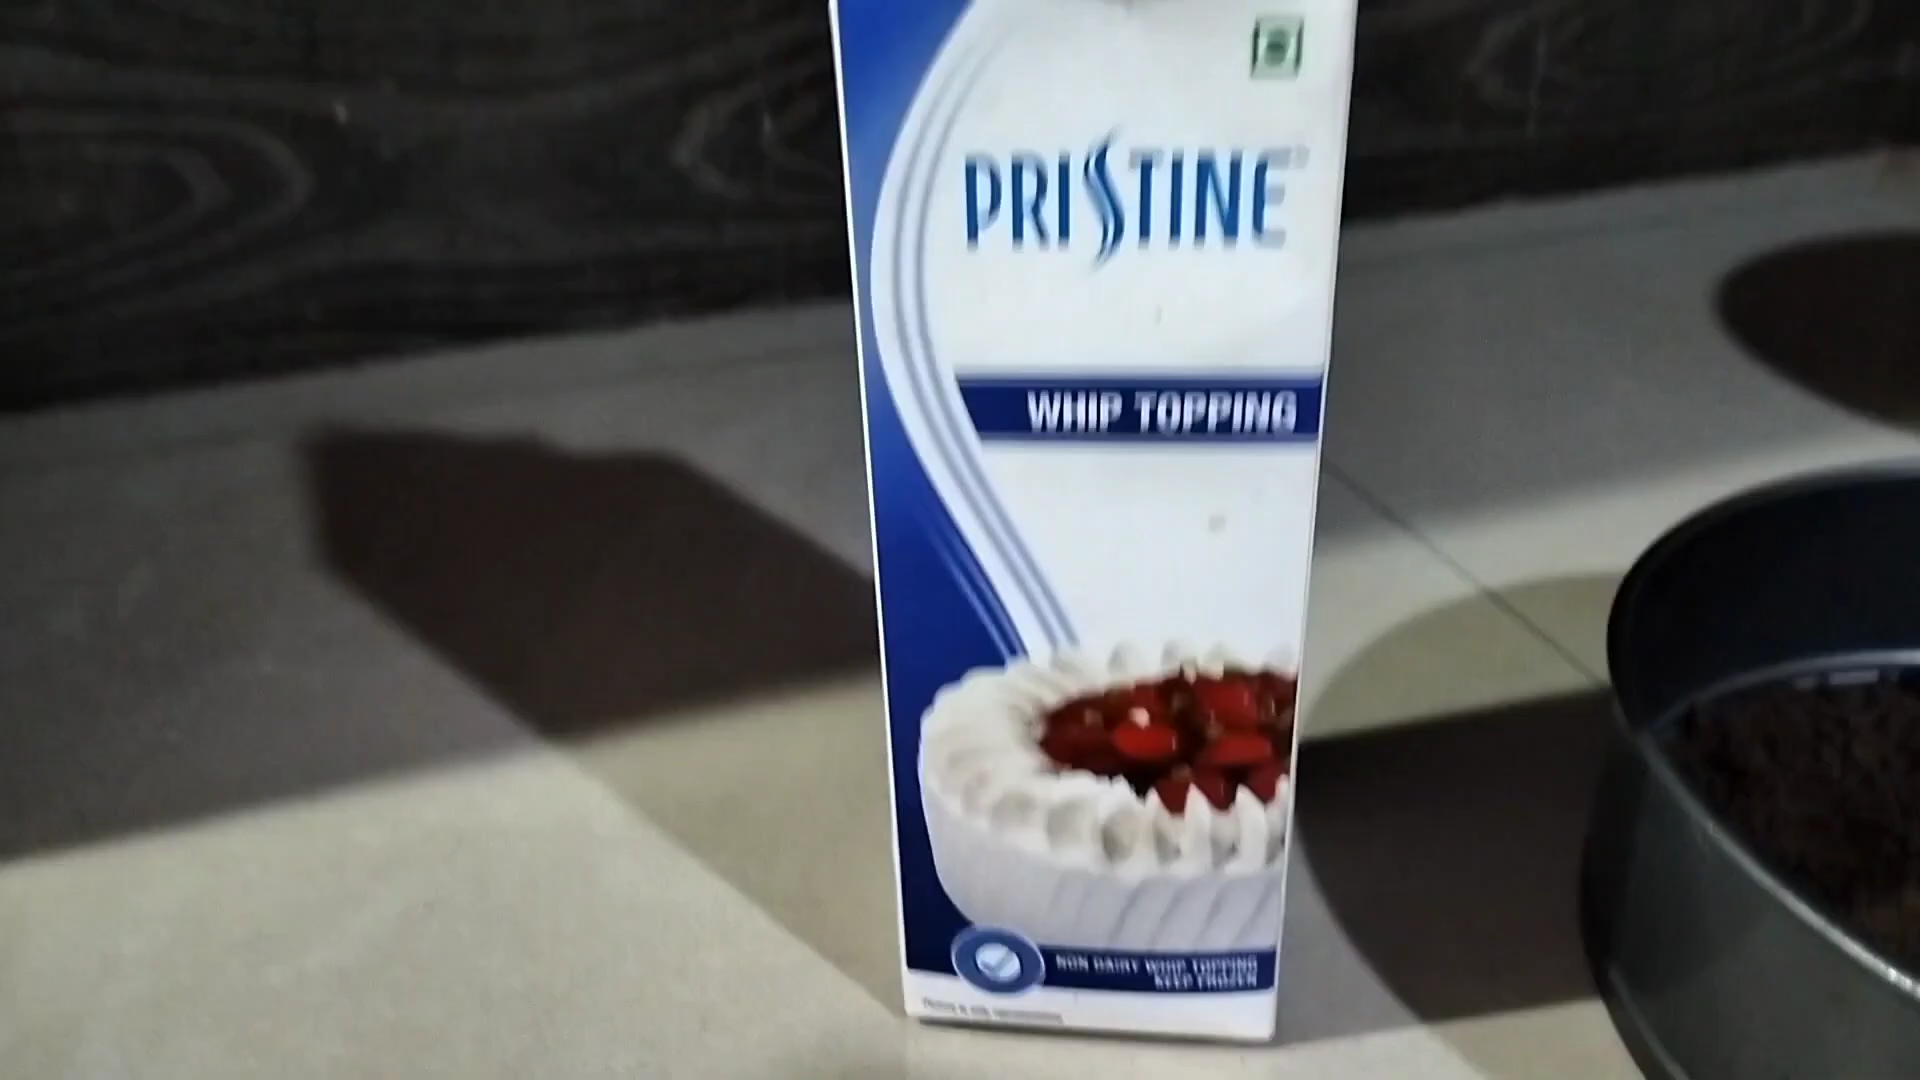 PRISTINE
WHIP TOPPING
NON DAIRY WHIP TOPPING
KEEP FROZEN